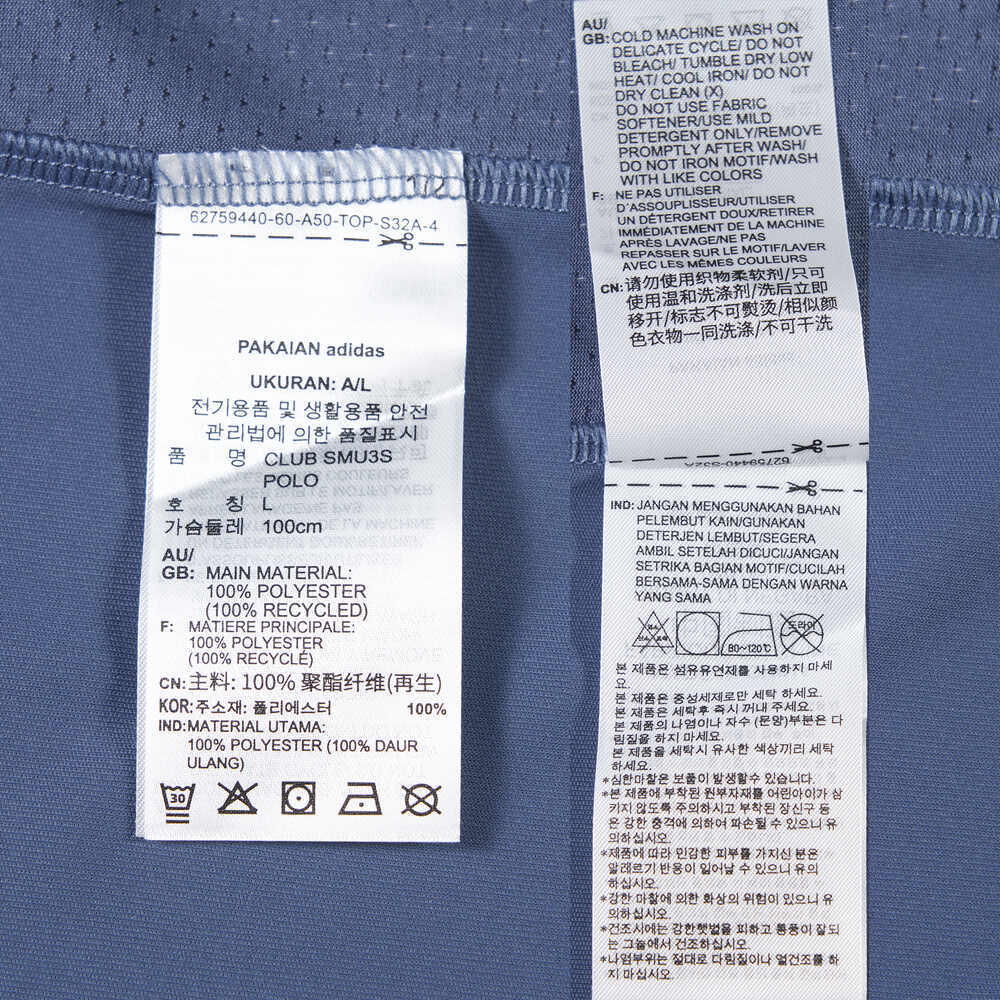 1/2
62759440-60-A50-TOP-S32A-4
PAKAIAN adidas
UKURAN: A/L
전기용품 및 생활용품 안전
관리법에 의한 품질표시
품 명 CLUB SMU3S
POLO
호 칭 L
가슴둘레 100cm
AU/
GB: MAIN MATERIAL:
100% POLYESTER
(100% RECYCLED)
F: MATIERE PRINCIPALE:
100% POLYESTER
(100% RECYCLÉ)
CN: 主料: 100% 聚酯纤维(再生)
KOR: 주소재: 폴리에스터 100%
IND: MATERIAL UTAMA:
100% POLYESTER (100% DAUR
ULANG)
30
AU/
GB: COLD MACHINE WASH ON
DELICATE CYCLE/ DO NOT
BLEACH/ TUMBLE DRY LOW
HEAT/ COOL IRON/ DO NOT
DRY CLEAN (X)
DO NOT USE FABRIC
SOFTENER/USE MILD
DETERGENT ONLY/REMOVE
PROMPTLY AFTER WASH/
DO NOT IRON MOTIF/WASH
WITH LIKE COLORS
F: NE PAS UTILISER
D'ASSOUPLISSEUR/UTILISER
UN DÉTERGENT DOUX/RETIRER
IMMÉDIATEMENT DE LA MACHINE
APRÈS LAVAGE/NE PAS
REPASSER SUR LE MOTIF/LAVER
AVEC LES MÊMES COULEURS
CN: 请勿使用织物柔软剂/只可
使用温和洗涤剂/洗后立即
移开/标志不可熨烫/相似颜
色衣物一同洗涤/不可干洗
62759440-S32A
IND: JANGAN MENGGUNAKAN BAHAN
PELEMBUT KAIN/GUNAKAN
DETERJEN LEMBUT/SEGERA
AMBIL SETELAH DICUCI/JANGAN
SETRIKA BAGIAN MOTIF/CUCILAH
BERSAMA-SAMA DENGAN WARNA
YANG SAMA
80~120℃ 드라이
본 제품은 섬유유연제를 사용하지 마세
요.
본 제품은 중성세제로만 세탁 하세요.
본 제품은 세탁후 즉시 꺼내 주세요.
본 제품의 나염이나 자수 (문양)부분은 다
림질을 하지 마세요.
본 제품을 세탁시 유사한 색상끼리 세탁
하세요.
*심한마찰은 보풀이 발생할수 있습니다.
*본 제품에 부착된 원부자재를 어린아이가 삼
키지 않도록 주의하시고 부착된 장신구 등
은 강한 충격에 의하여 파손될 수 있으니 유
의하십시오.
*제품에 따라 민감한 피부를 가지신 분은
알레르기 반응이 일어날 수 있으니 유의
하십시오.
*강한 마찰에 의한 화상의 위험이 있으니 유
의하십시오.
*건조시에는 강한햇볕을 피하고 통풍이 잘되
는 그늘에서 건조하십시오.
*나염부위는 절대로 다림질이나 열건조를 하
지 마십시오.